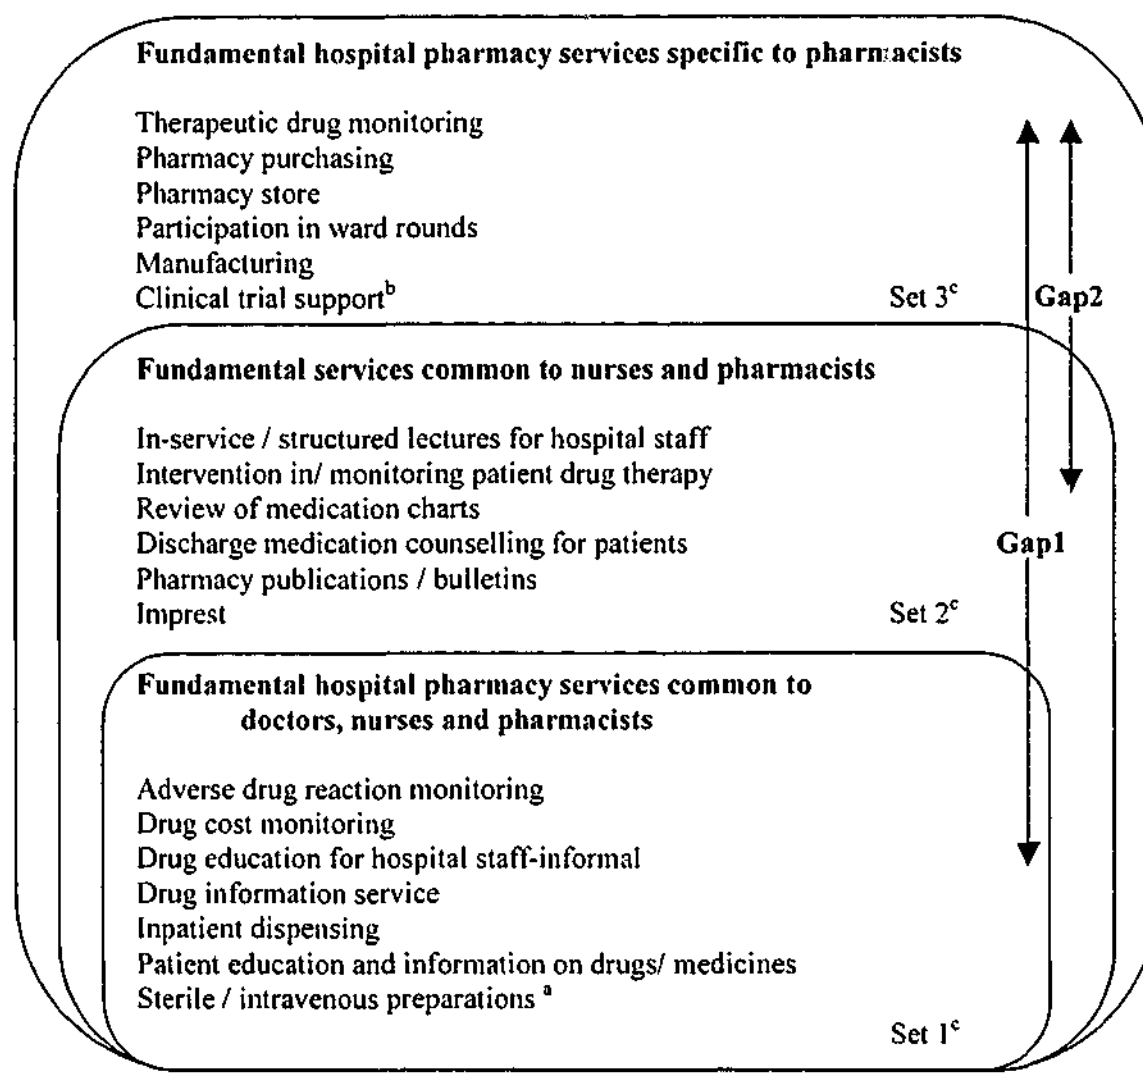 Fundamental hospital pharmacy services specific to pharmacists
Therapeutic drug monitoring
Pharmacy purchasing
Pharmacy store
Participation in ward rounds
Manufacturing
Clinical trial support^b
Set 3^c
Gap2
Fundamental services common to nurses and pharmacists
In-service / structured lectures for hospital staff
Intervention in/ monitoring patient drug therapy
Review of medication charts
Discharge medication counselling for patients
Gap1
Pharmacy publications / bulletins
Imprest
Set 2^c
Fundamental hospital pharmacy services common to
doctors, nurses and pharmacists
Adverse drug reaction monitoring
Drug cost monitoring
Drug education for hospital staff-informal
Drug information service
Inpatient dispensing
Patient education and information on drugs/ medicines
Sterile / intravenous preparations ^a
Set 1^c